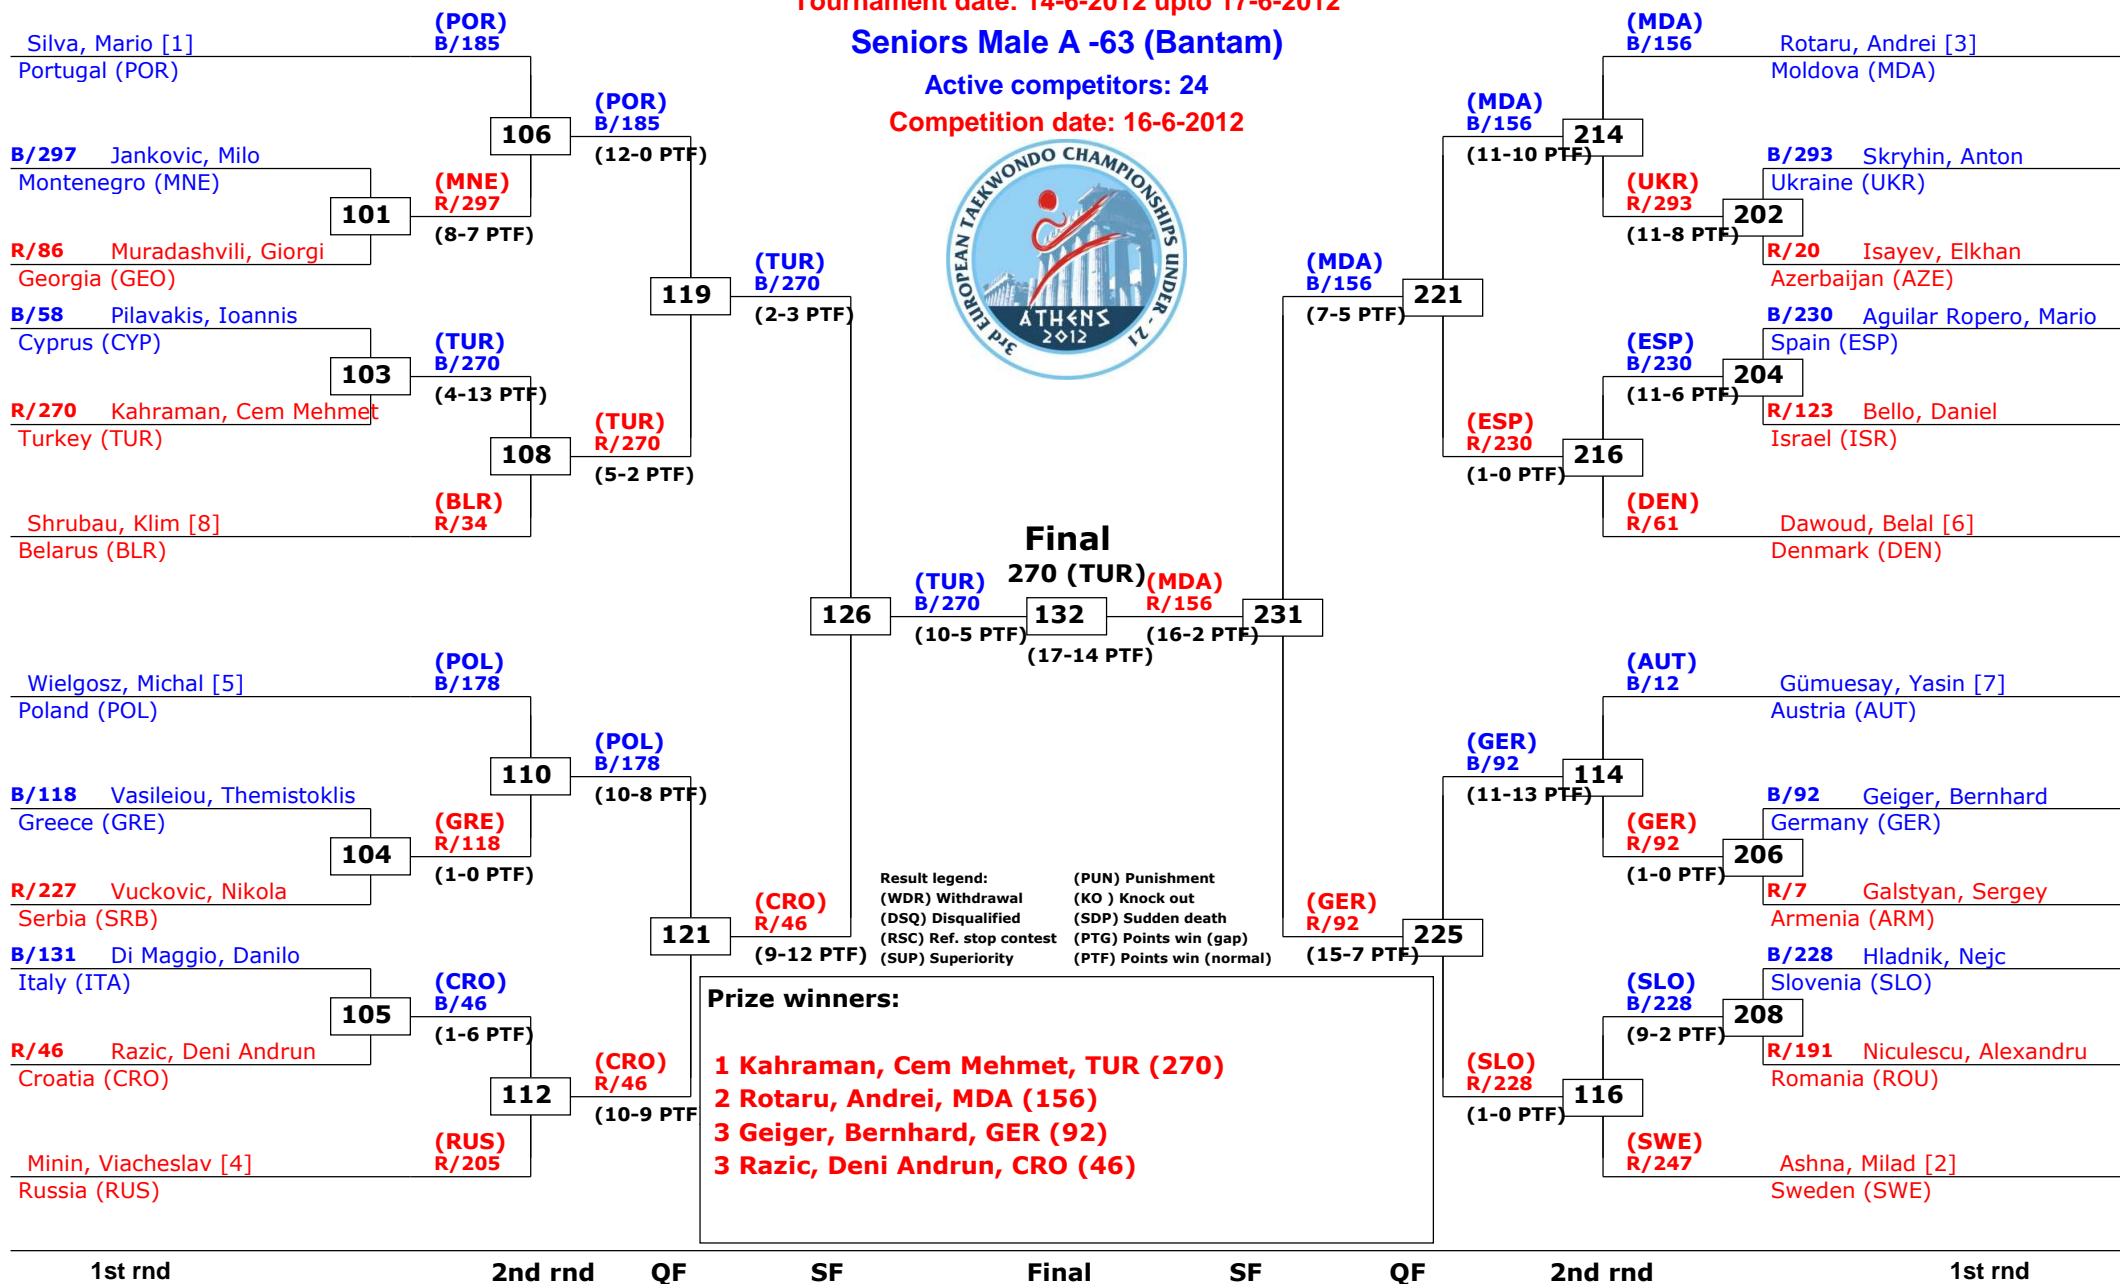 Tournament date: 14-6-2012 upto 17-6-2012
Seniors Male A -63 (Bantam)
Active competitors: 24
Competition date: 16-6-2012
3rd EUROPEAN TAEKWONDO CHAMPIONSHIPS UNDER - 21
ATHENS
2012
Silva, Mario [1]
Portugal (POR)
B/297 Jankovic, Milo
Montenegro (MNE)
R/86 Muradashvili, Giorgi
Georgia (GEO)
B/58 Pilavakis, Ioannis
Cyprus (CYP)
R/270 Kahraman, Cem Mehmet
Turkey (TUR)
Shrubau, Klim [8]
Belarus (BLR)
Wielgosz, Michal [5]
Poland (POL)
B/118 Vasileiou, Themistoklis
Greece (GRE)
R/227 Vuckovic, Nikola
Serbia (SRB)
B/131 Di Maggio, Danilo
Italy (ITA)
R/46 Razic, Deni Andrun
Croatia (CRO)
Minin, Viacheslav [4]
Russia (RUS)
101
103
104
105
(POR)
B/185
(MNE)
R/297
(8-7 PTF)
(TUR)
B/270
(4-13 PTF)
(BLR)
R/34
(POL)
B/178
(GRE)
R/118
(1-0 PTF)
(CRO)
B/46
(1-6 PTF)
(RUS)
R/205
106
108
110
112
(POR)
B/185
(12-0 PTF)
(TUR)
R/270
(5-2 PTF)
(POL)
B/178
(10-8 PTF)
(CRO)
R/46
(10-9 PTF
119
121
(TUR)
B/270
(2-3 PTF)
(CRO)
R/46
(9-12 PTF)
126
(TUR)
B/270
(10-5 PTF)
Final
270 (TUR)
132
(17-14 PTF)
(MDA)
R/156
(16-2 PTF)
231
(MDA)
B/156
(7-5 PTF)
(GER)
R/92
(15-7 PTF)
221
225
(MDA)
B/156
(11-10 PTF)
(ESP)
R/230
(1-0 PTF)
(GER)
B/92
(11-13 PTF)
(SLO)
R/228
(1-0 PTF)
214
216
114
116
(MDA)
B/156
(UKR)
R/293
(11-8 PTF)
(ESP)
B/230
(11-6 PTF)
(DEN)
R/61
(AUT)
B/12
(GER)
R/92
(1-0 PTF)
(SLO)
B/228
(9-2 PTF)
(SWE)
R/247
202
204
206
208
Rotaru, Andrei [3]
Moldova (MDA)
B/293 Skryhin, Anton
Ukraine (UKR)
R/20 Isayev, Elkhan
Azerbaijan (AZE)
B/230 Aguilar Ropero, Mario
Spain (ESP)
R/123 Bello, Daniel
Israel (ISR)
Dawoud, Belal [6]
Denmark (DEN)
Gümuesay, Yasin [7]
Austria (AUT)
B/92 Geiger, Bernhard
Germany (GER)
R/7 Galstyan, Sergey
Armenia (ARM)
B/228 Hladnik, Nejc
Slovenia (SLO)
R/191 Niculescu, Alexandru
Romania (ROU)
Ashna, Milad [2]
Sweden (SWE)
Result legend: (PUN) Punishment
(WDR) Withdrawal (KO ) Knock out
(DSQ) Disqualified (SDP) Sudden death
(RSC) Ref. stop contest (PTG) Points win (gap)
(SUP) Superiority (PTF) Points win (normal)
Prize winners:
1 Kahraman, Cem Mehmet, TUR (270)
2 Rotaru, Andrei, MDA (156)
3 Geiger, Bernhard, GER (92)
3 Razic, Deni Andrun, CRO (46)
1st rnd 2nd rnd QF SF Final SF QF 2nd rnd 1st rnd